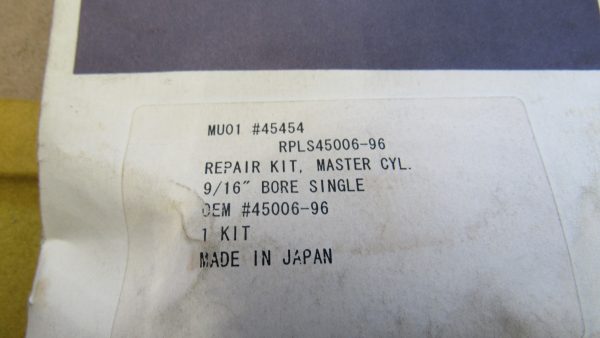 MU01 #45454
RPLS45006-96
REPAIR KIT, MASTER CYL.
9/16" BORE SINGLE
OEM #45006-96
1 KIT
MADE IN JAPAN